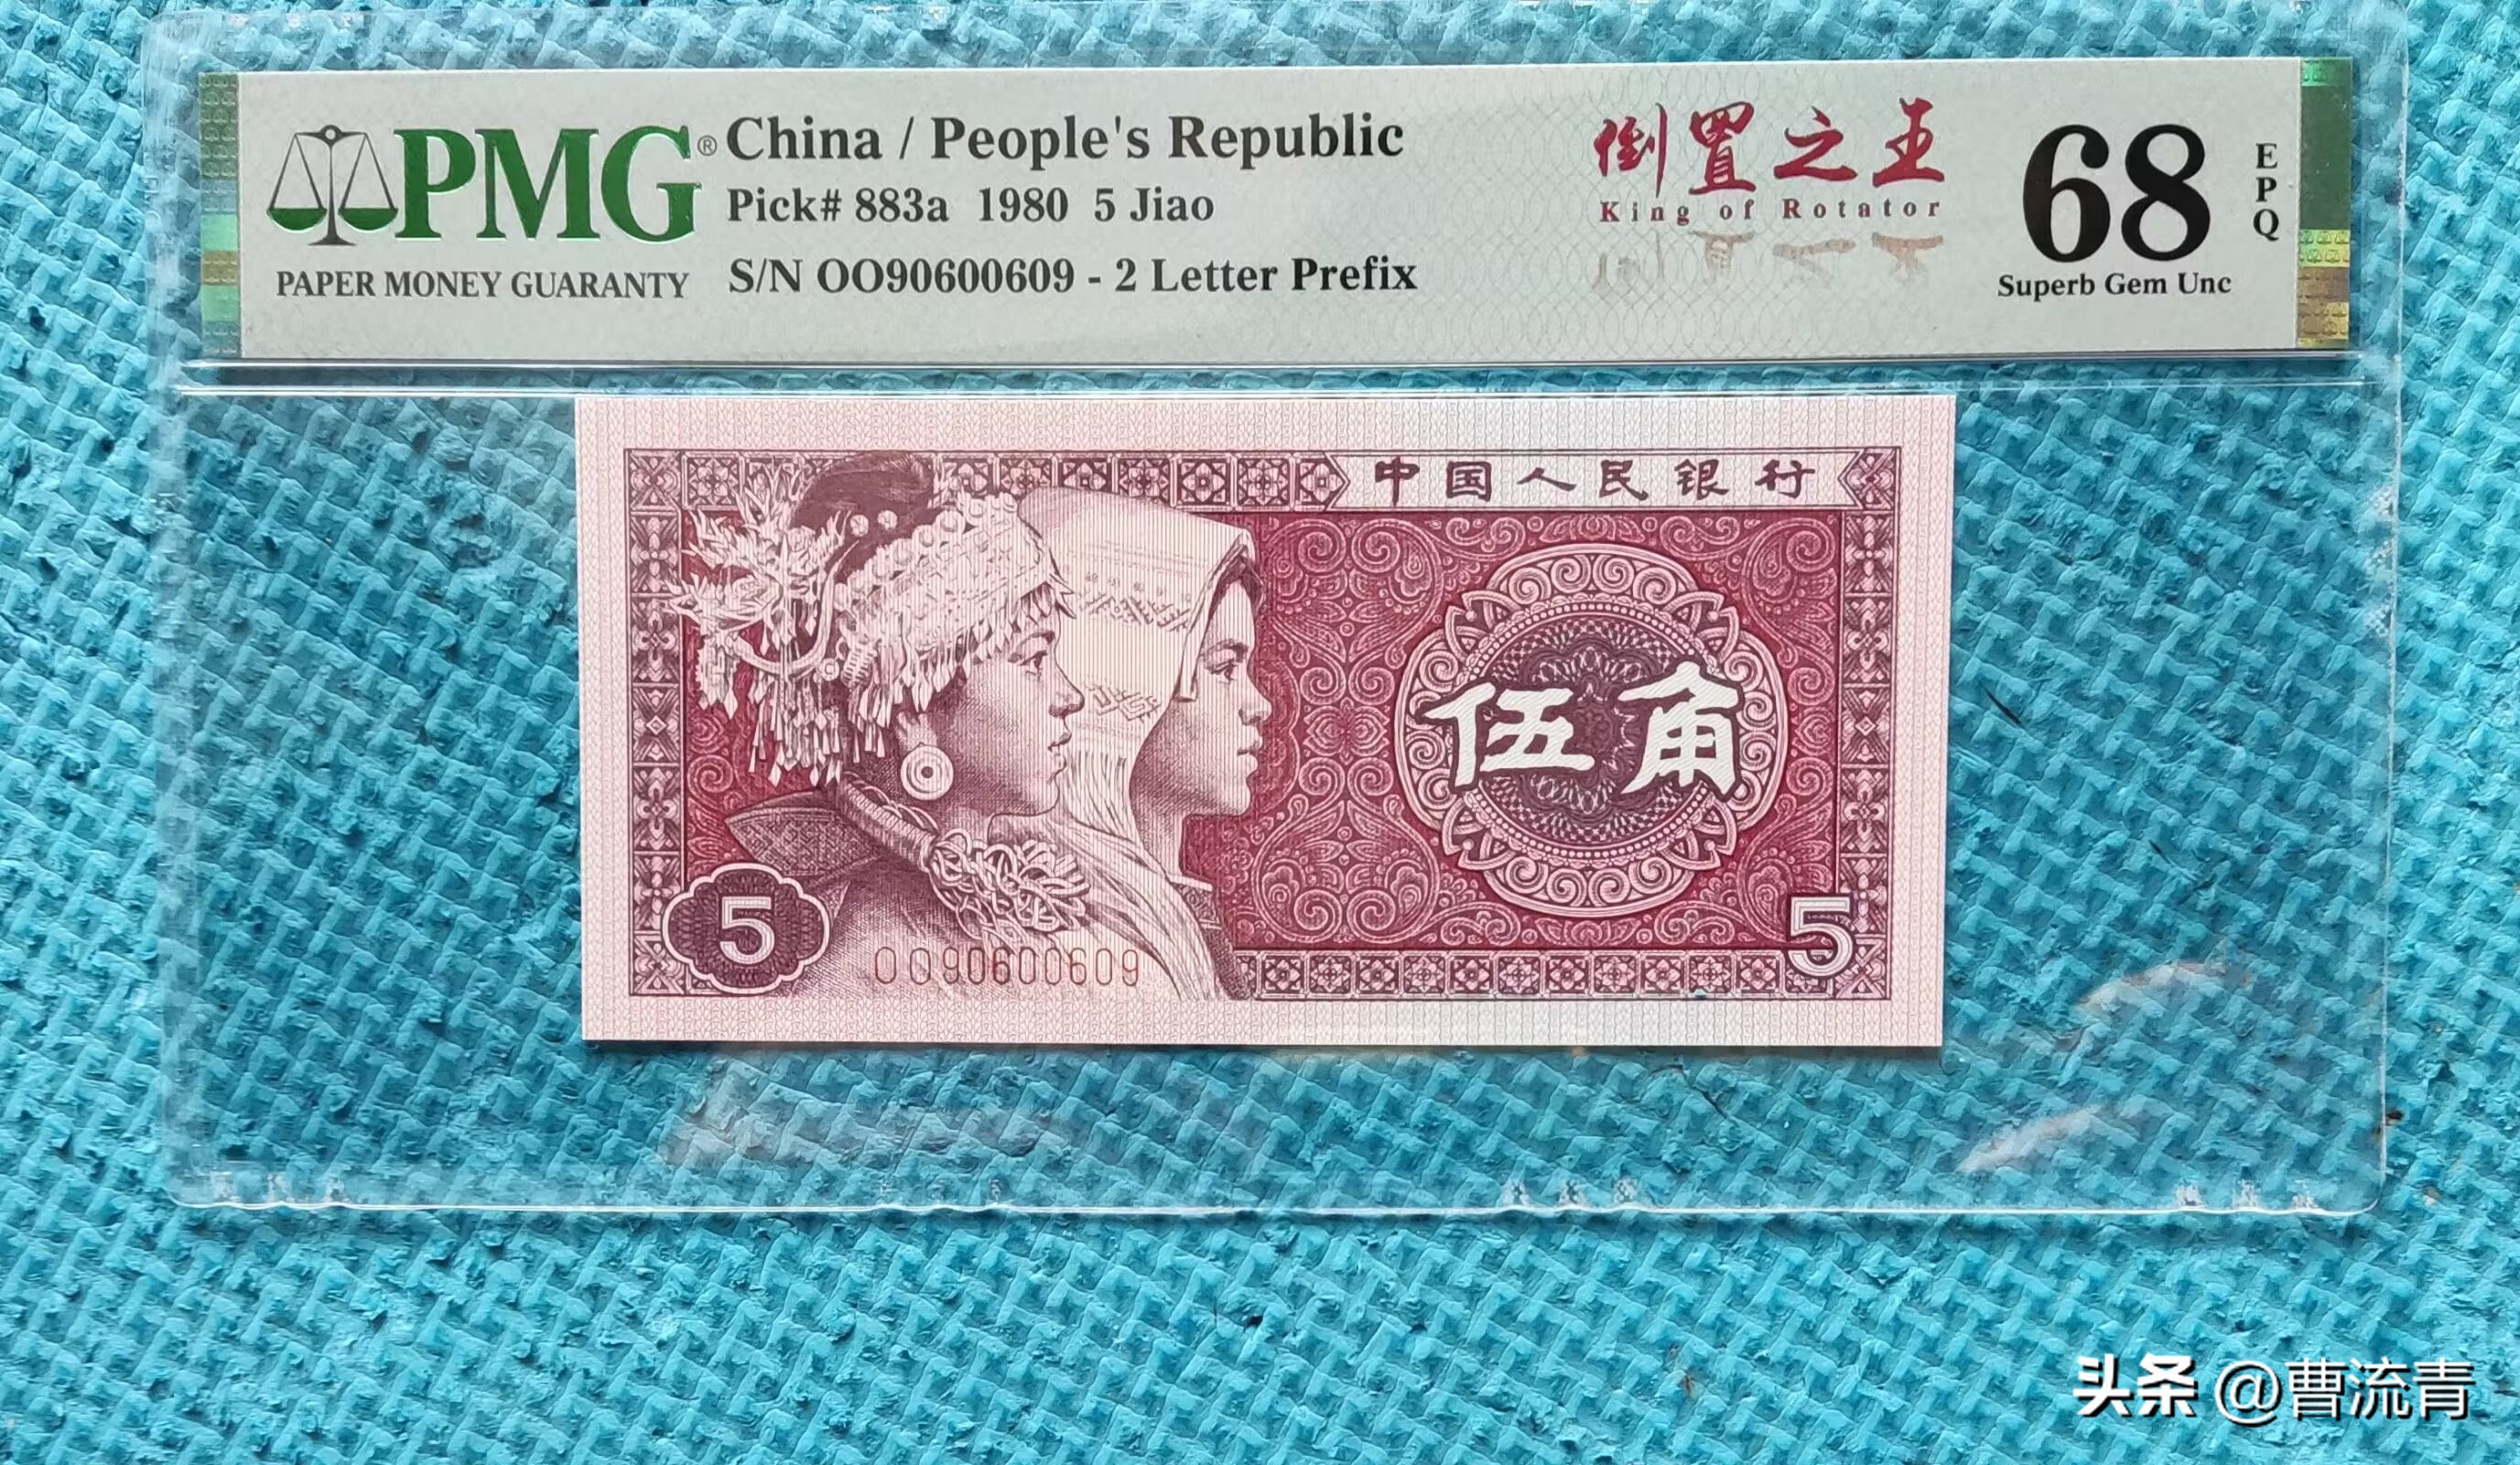 PMG® China / People's Republic
Pick# 883a 1980 5 Jiao
PAPER MONEY GUARANTY
S/N OO90600609 - 2 Letter Prefix
倒置之王
King of Rotator
68
EPQ
Superb Gem Unc
中国人民银行
伍角
5
OO90600609
5
头条 @曹流青